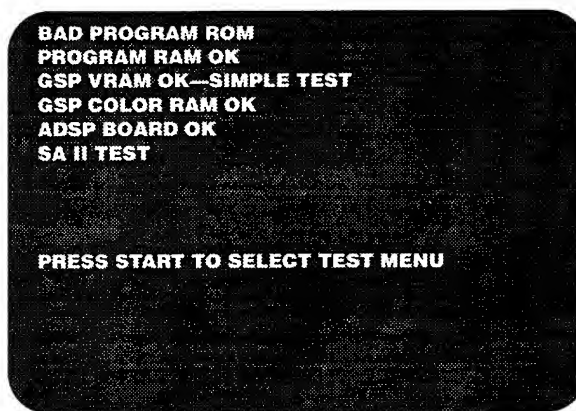 BAD PROGRAM ROM
PROGRAM RAM OK
GSP VRAM OK—SIMPLE TEST
GSP COLOR RAM OK
ADSP BOARD OK
SA II TEST
PRESS START TO SELECT TEST MENU